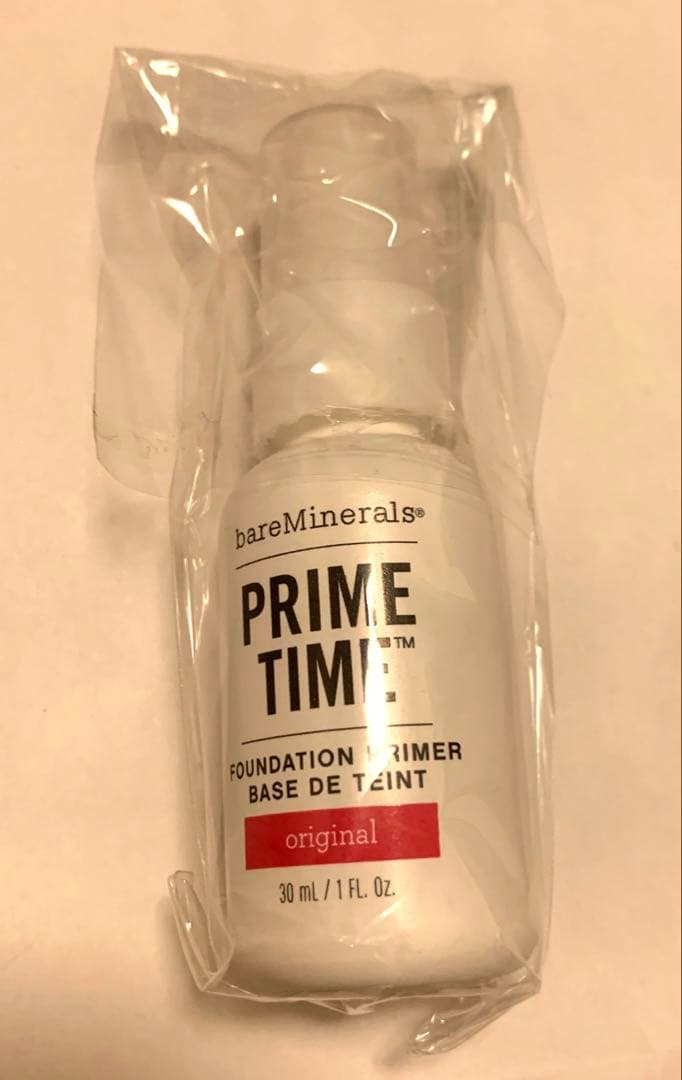 bareMinerals®
PRIME
TIME™
FOUNDATION PRIMER
BASE DE TEINT
original
30 mL / 1 FL. Oz.